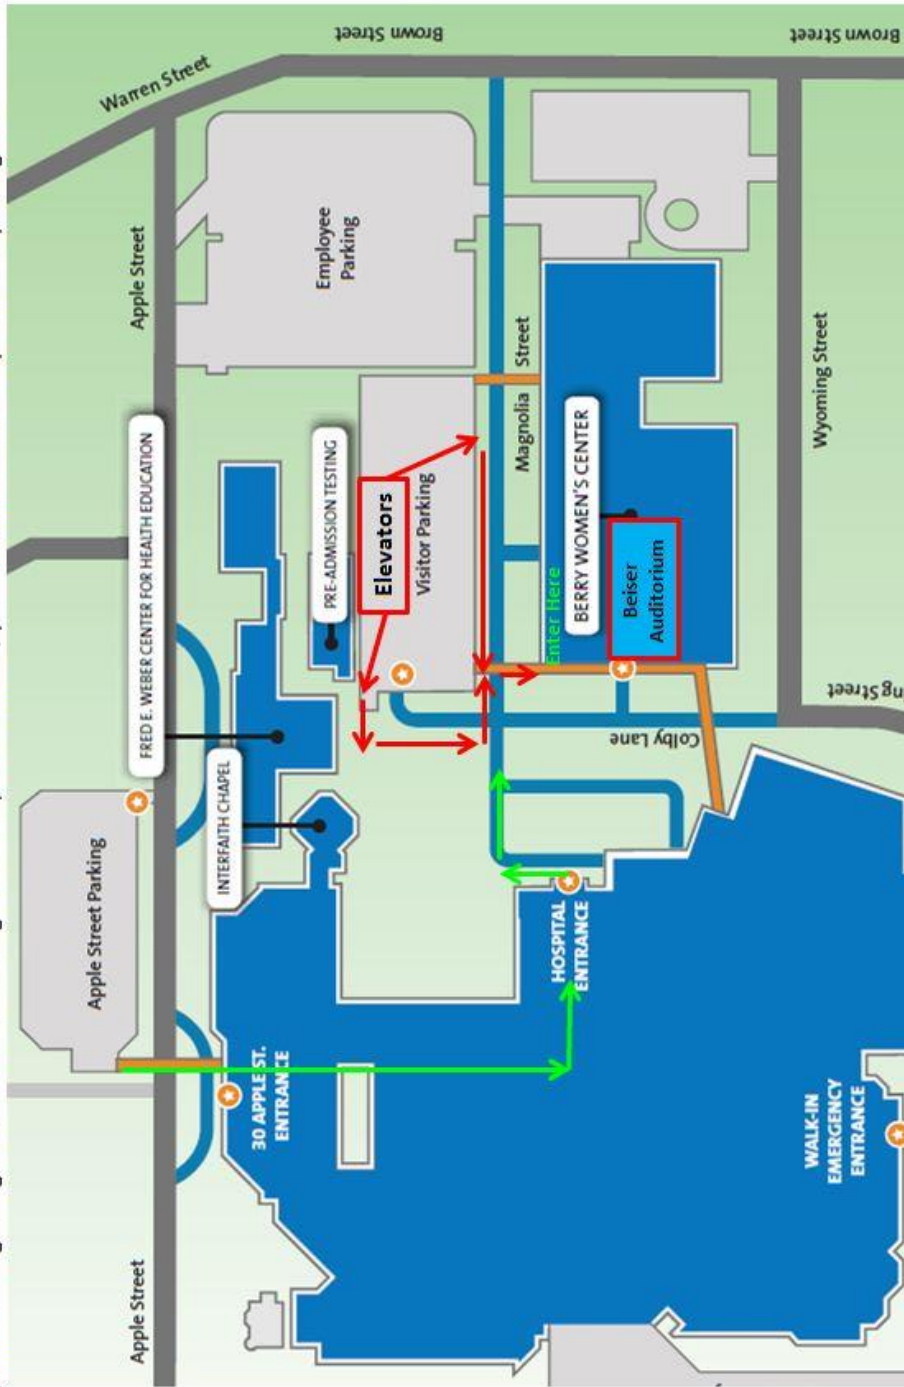 Brown Street
Brown Street
Warren Street
Apple Street
Employee
Parking
Magnolia Street
Wyoming Street
FRED E. WEBER CENTER FOR HEALTH EDUCATION
PRE-ADMISSION TESTING
Elevators
Visitor Parking
BERRY WOMEN'S CENTER
Enter Here
Beiser
Auditorium
Colby Lane
ng Street
INTERFAITH CHAPEL
Apple Street Parking
HOSPITAL
ENTRANCE
30 APPLE ST.
ENTRANCE
WALK-IN
EMERGENCY
ENTRANCE
Apple Street